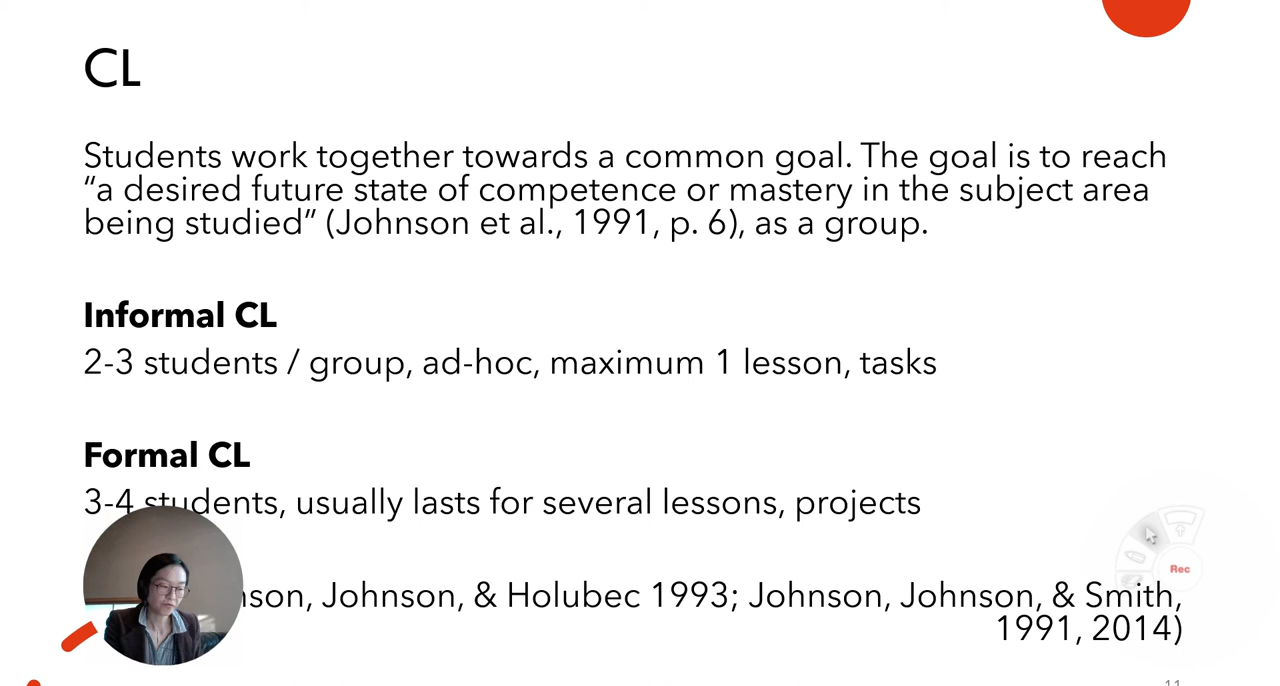 CL
Students work together towards a common goal. The goal is to reach
“a desired future state of competence or mastery in the subject area
being studied” (Johnson et al., 1991, p. 6), as a group.
Informal CL
2-3 students / group, ad-hoc, maximum 1 lesson, tasks
Formal CL
3-4 students, usually lasts for several lessons, projects
Johnson, & Holubec 1993; Johnson, Johnson, & Smith,
1991, 2014)
Rec
11